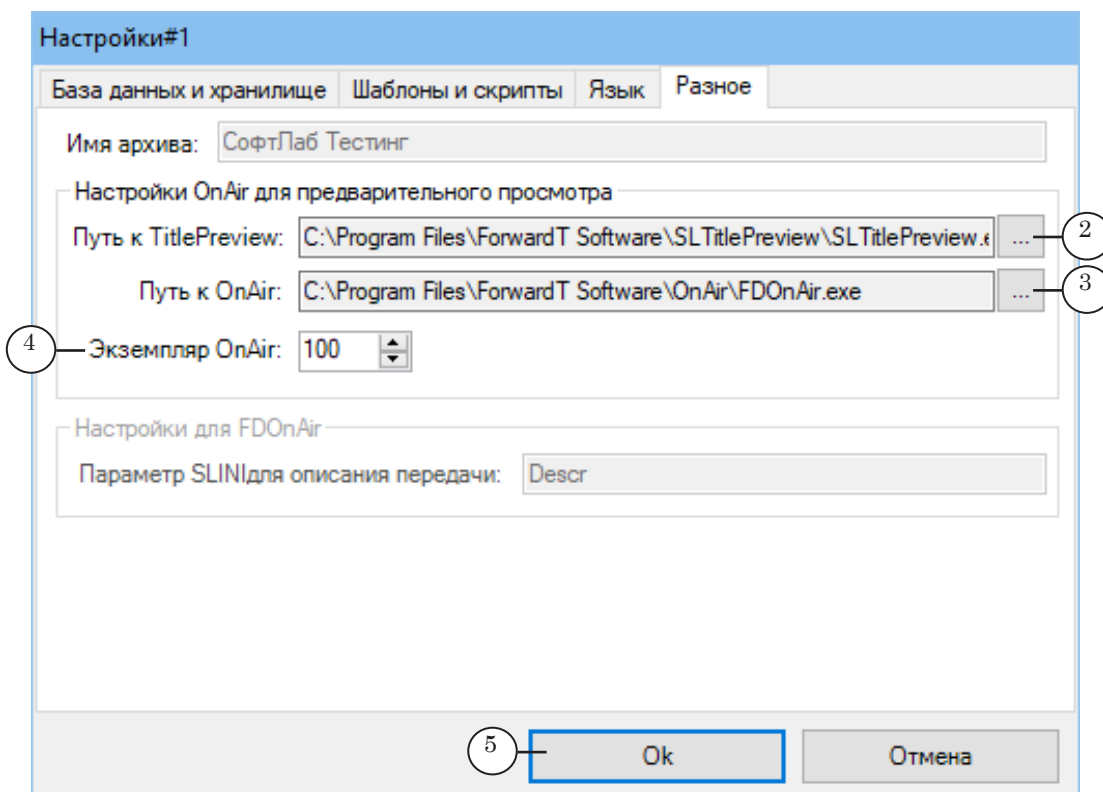 Настройки#1
База данных и хранилище Шаблоны и скрипты Язык Разное
Имя архива: СофтЛаб Тестинг
Настройки OnAir для предварительного просмотра
Путь к TitlePreview: C:\Program Files\ForwardT Software\SLTitlePreview\SLTitlePreview.e ... 2
Путь к OnAir: C:\Program Files\ForwardT Software\OnAir\FDOnAir.exe ... 3
4 Экземпляр OnAir: 100
Настройки для FDOnAir
Параметр SLINIдля описания передачи: Descr
5 Ok Отмена